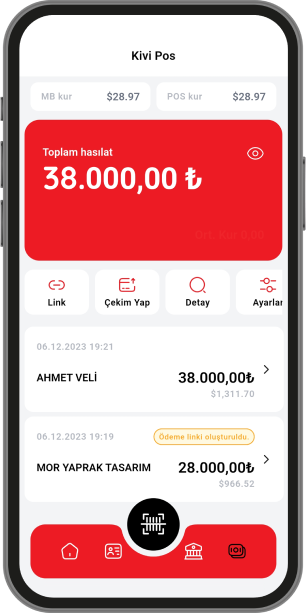 Kivi Pos
MB kur $28.97 POS kur $28.97
Toplam hasılat
38.000,00 ₺
Ort. Kur 0,00
Link Çekim Yap Detay Ayarlar
06.12.2023 19:21
AHMET VELİ 38.000,00₺
$1,311.70
06.12.2023 19:19 Ödeme linki oluşturuldu.
MOR YAPRAK TASARIM 28.000,00₺
$966.52